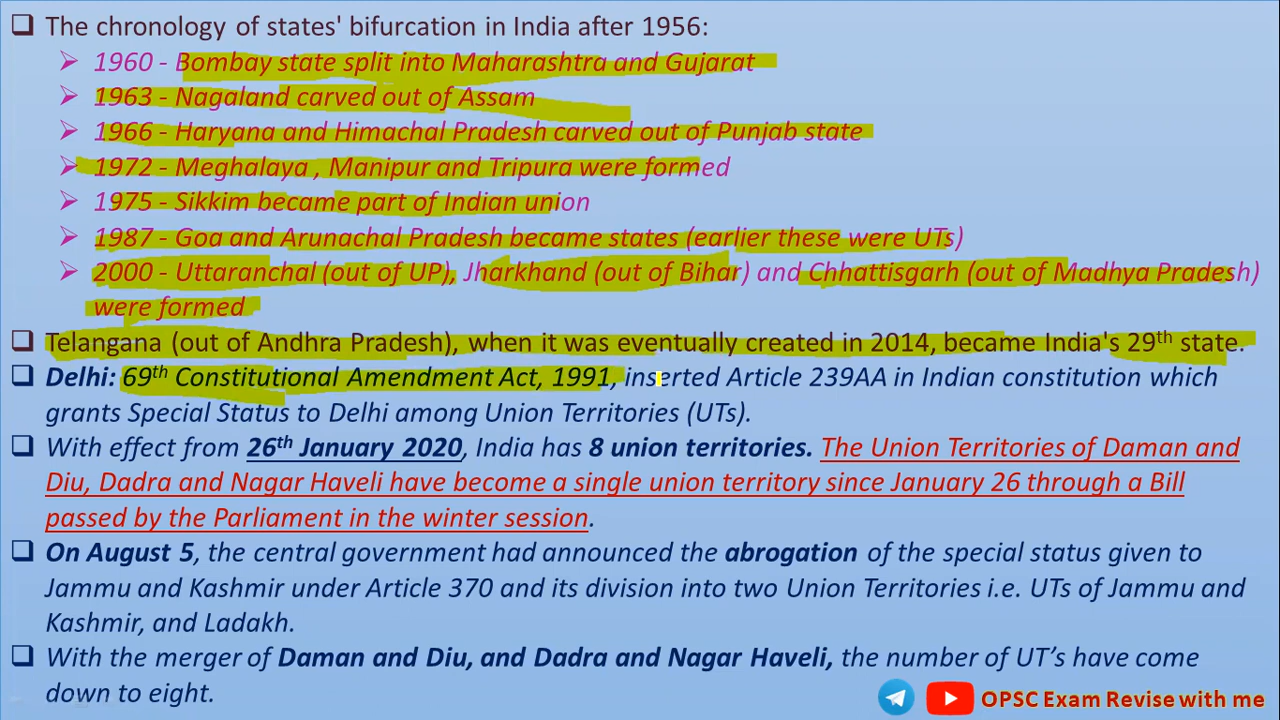 The chronology of states' bifurcation in India after 1956:
1960 - Bombay state split into Maharashtra and Gujarat
1963 - Nagaland carved out of Assam
1966 - Haryana and Himachal Pradesh carved out of Punjab state
1972 - Meghalaya , Manipur and Tripura were formed
1975 - Sikkim became part of Indian union
1987 - Goa and Arunachal Pradesh became states (earlier these were UTs)
2000 - Uttaranchal (out of UP), Jharkhand (out of Bihar) and Chhattisgarh (out of Madhya Pradesh)
were formed
Telangana (out of Andhra Pradesh), when it was eventually created in 2014, became India's 29th state.
Delhi: 69th Constitutional Amendment Act, 1991, inserted Article 239AA in Indian constitution which
grants Special Status to Delhi among Union Territories (UTs).
With effect from 26th January 2020, India has 8 union territories. The Union Territories of Daman and
Diu, Dadra and Nagar Haveli have become a single union territory since January 26 through a Bill
passed by the Parliament in the winter session.
On August 5, the central government had announced the abrogation of the special status given to
Jammu and Kashmir under Article 370 and its division into two Union Territories i.e. UTs of Jammu and
Kashmir, and Ladakh.
With the merger of Daman and Diu, and Dadra and Nagar Haveli, the number of UT's have come
down to eight.
OPSC Exam Revise with me